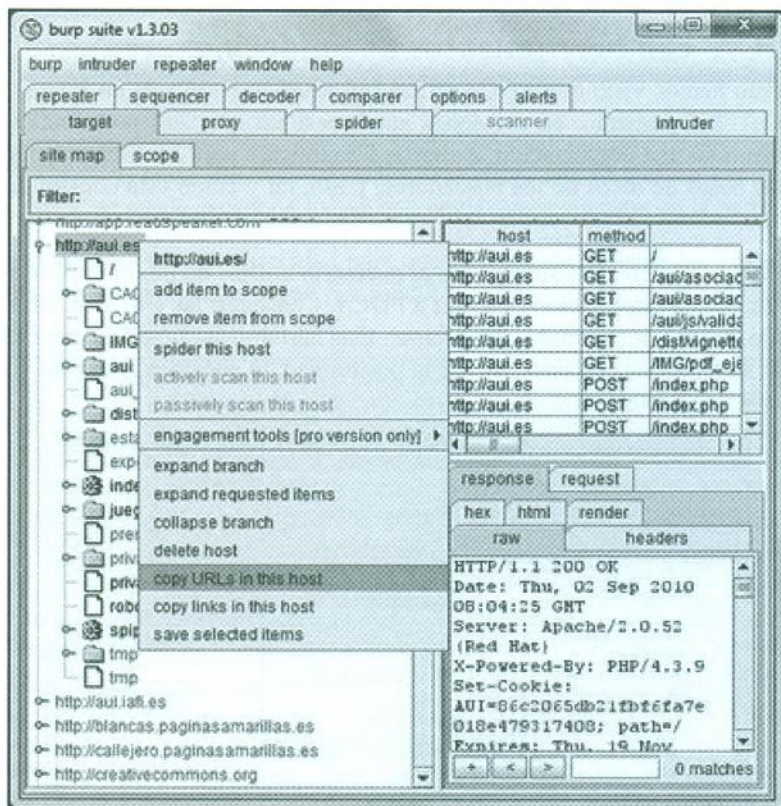 burp suite v1.3.03
burp intruder repeater window help
repeater sequencer decoder comparer options alerts
target proxy spider scanner intruder
site map scope
Filter:
http://aui.es
/
CAC
CAC
IMG
aui
aui_
dist
esta
exp
inde
jueg
pre
priva
priva
robo
spip
tmp
tmp
http://aui.iafi.es
http://blancas.paginasamarillas.es
http://callejero.paginasamarillas.es
http://creativecommons.org
http://aui.es/
add item to scope
remove item from scope
spider this host
actively scan this host
passively scan this host
engagement tools [pro version only]
expand branch
expand requested items
collapse branch
delete host
copy URLs in this host
copy links in this host
save selected items
host method
http://aui.es GET /
http://aui.es GET /aui/asociac
http://aui.es GET /aui/asociac
http://aui.es GET /aui/js/valida
http://aui.es GET /dist/vignette
http://aui.es GET /IMG/pdf_eje
http://aui.es POST /index.php
http://aui.es POST /index.php
http://aui.es POST /index.php
response request
hex html render
raw headers
HTTP/1.1 200 OK
Date: Thu, 02 Sep 2010
08:04:25 GMT
Server: Apache/2.0.52
(Red Hat)
X-Powered-By: PHP/4.3.9
Set-Cookie:
AUI=86c2065db21fbf6fa7e
018e479317408; path=/
Expires: Thu, 19 Nov
+ < > 0 matches